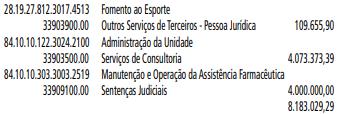 28.19.27.812.3017.4513 Fomento ao Esporte
33903900.00 Outros Serviços de Terceiros - Pessoa Jurídica 109.655,90
84.10.10.122.3024.2100 Administração da Unidade
33903500.00 Serviços de Consultoria 4.073.373,39
84.10.10.303.3003.2519 Manutenção e Operação da Assistência Farmacêutica
33909100.00 Sentenças Judiciais 4.000.000,00
8.183.029,29